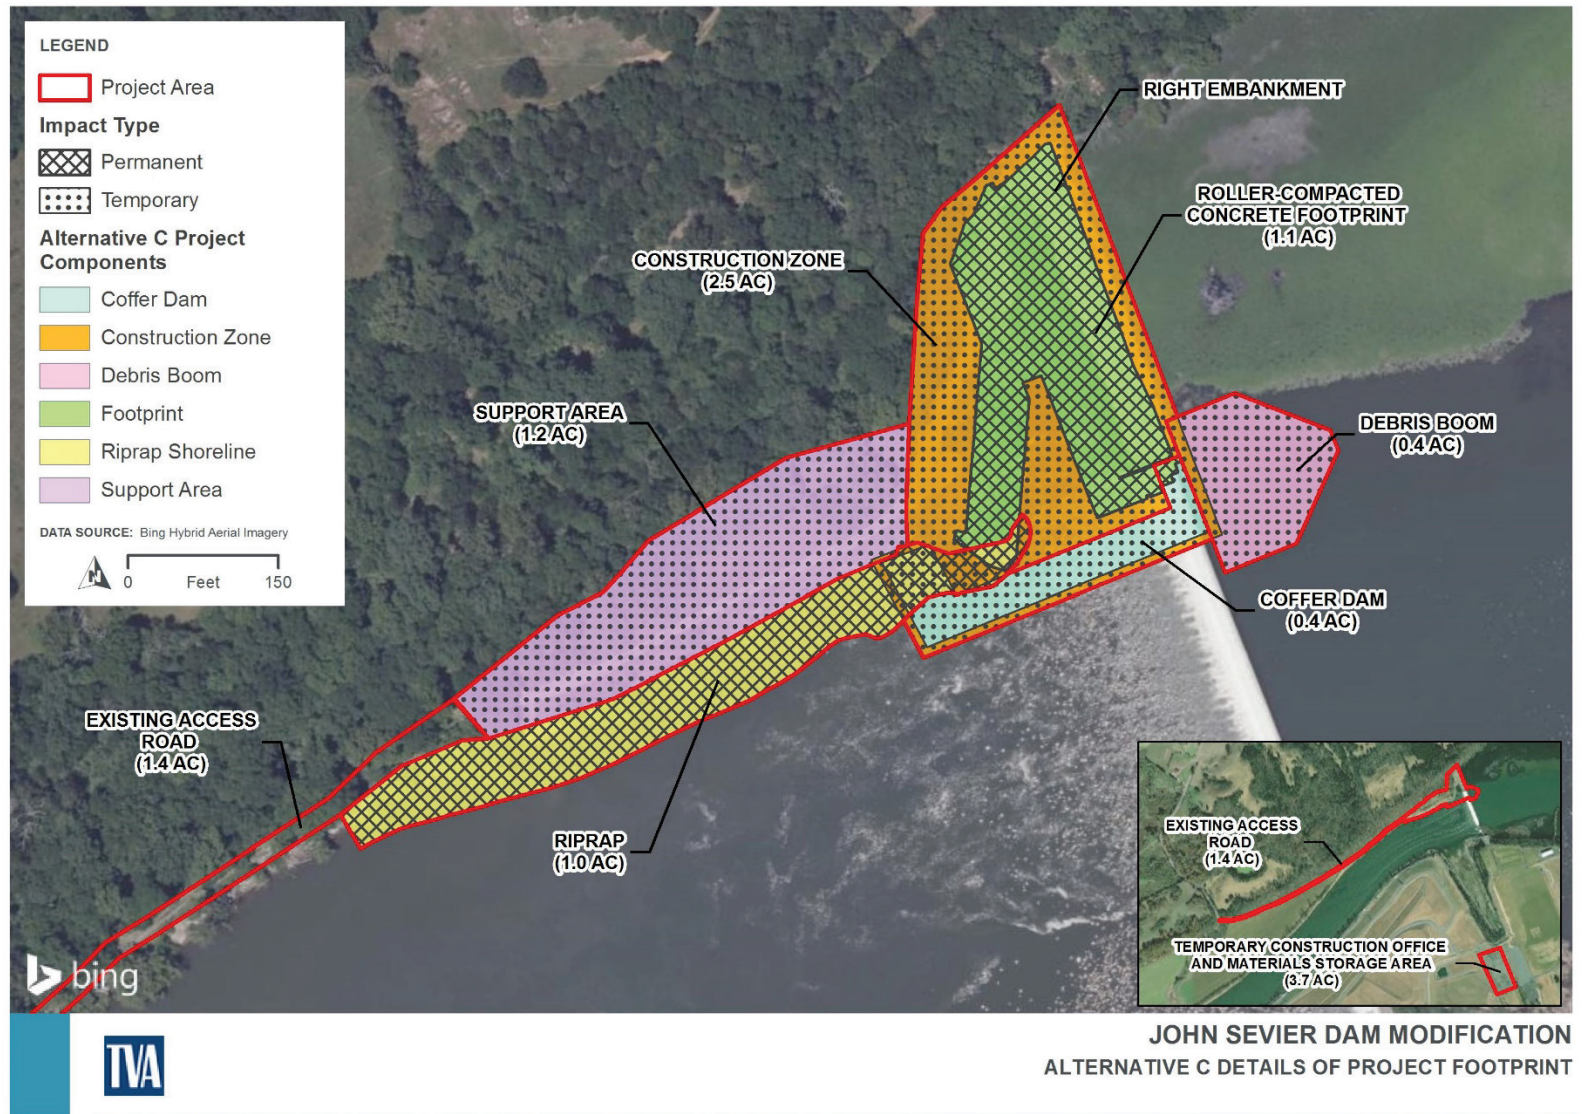 LEGEND
Project Area
Impact Type
Permanent
Temporary
Alternative C Project
Components
Coffer Dam
Construction Zone
Debris Boom
Footprint
Riprap Shoreline
Support Area
DATA SOURCE: Bing Hybrid Aerial Imagery
N
0 Feet 150
RIGHT EMBANKMENT
ROLLER-COMPACTED
CONCRETE FOOTPRINT
(1.1 AC)
CONSTRUCTION ZONE
(2.5 AC)
SUPPORT AREA
(1.2 AC)
DEBRIS BOOM
(0.4 AC)
COFFER DAM
(0.4 AC)
EXISTING ACCESS
ROAD
(1.4 AC)
RIPRAP
(1.0 AC)
EXISTING ACCESS
ROAD
(1.4 AC)
TEMPORARY CONSTRUCTION OFFICE
AND MATERIALS STORAGE AREA
(3.7 AC)
bing
TVA
JOHN SEVIER DAM MODIFICATION
ALTERNATIVE C DETAILS OF PROJECT FOOTPRINT